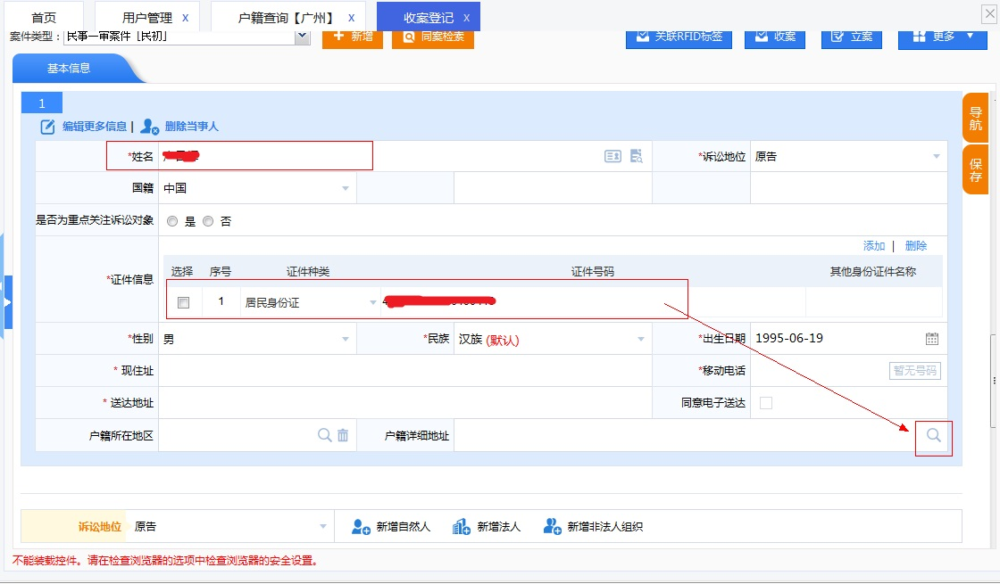 首页 用户管理 x 户籍查询【广州】 x 收案登记 x
案件类型： 民事一审案件 [民初] + 新增 同案检索 关联RFID标签 收案 立案 更多
基本信息
1
导航
编辑更多信息 | 删除当事人
*姓名 *诉讼地位 原告
保存
国籍 中国
是否为重点关注诉讼对象 是 否
添加 | 删除
*证件信息
选择 序号 证件种类 证件号码 其他身份证件名称
1 居民身份证
*性别 男 *民族 汉族 (默认) *出生日期 1995-06-19
* 现住址 *移动电话 暂无号码
* 送达地址 同意电子送达
户籍所在地区 户籍详细地址
诉讼地位 原告 新增自然人 新增法人 新增非法人组织
不能装载控件。请在检查浏览器的选项中检查浏览器的安全设置。